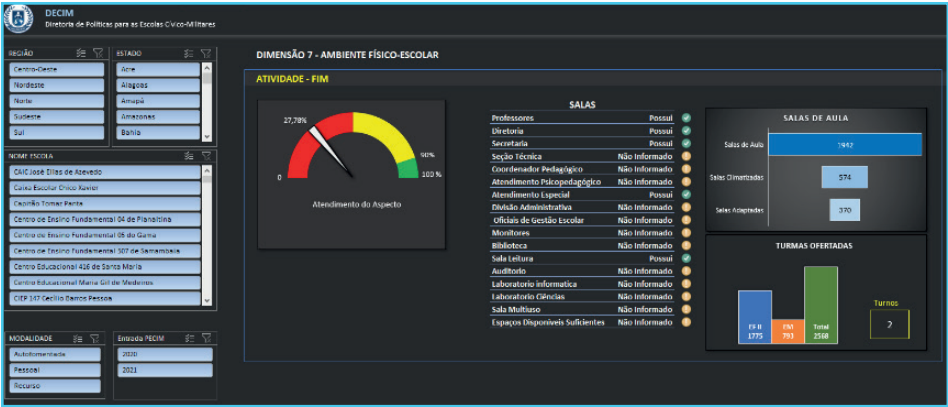 DECIM
Diretoria de Políticas para as Escolas Cívico-Militares
REGIÃO
Centro-Oeste
Nordeste
Norte
Sudeste
Sul
ESTADO
Acre
Alagoas
Amapá
Amazonas
Bahia
NOME ESCOLA
CAIC José Elias de Azevedo
Caixa Escolar Chico Xavier
Capitão Tomar Panta
Centro de Ensino Fundamental 04 de Planaltina
Centro de Ensino Fundamental 05 do Gama
Centro de Ensino Fundamental 507 de Samambaia
Centro Educacional 416 de Santa Maria
Centro Educacional Maria Gil de Medeiros
CIEP 147 Cecílio Barros Pessoa
MODALIDADE
Autofomentada
Pessoal
Recurso
Entrada PECIM
2020
2021
DIMENSÃO 7 - AMBIENTE FÍSICO-ESCOLAR
ATIVIDADE - FIM
27,78%
90%
0
100 %
Atendimento do Aspecto
SALAS
Professores Possui
Diretoria Possui
Secretaria Possui
Seção Técnica Não Informado
Coordenador Pedagógico Não Informado
Atendimento Psicopedagógico Não Informado
Atendimento Especial Possui
Divisão Administrativa Não Informado
Oficiais de Gestão Escolar Não Informado
Monitores Não Informado
Biblioteca Não Informado
Sala Leitura Possui
Auditorio Não Informado
Laboratorio informatica Não Informado
Laboratorio Ciências Não Informado
Sala Multiuso Não Informado
Espaços Disponiveis Suficientes Não Informado
SALAS DE AULA
Salas de Aula 1942
Salas Climatizadas 574
Salas Adaptadas 370
TURMAS OFERTADAS
EF II 1775
EM 793
Total 2568
Turnos
2